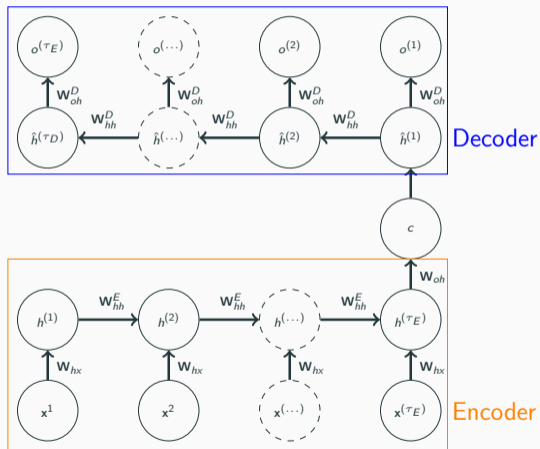 o^(τ_E) o^(…) o^(2) o^(1)
W^D_oh W^D_oh W^D_oh W^D_oh
W^D_hh W^D_hh W^D_hh
ĥ^(τ_D) ĥ^(…) ĥ^(2) ĥ^(1)
Decoder
c
W_oh
W^E_hh W^E_hh W^E_hh
h^(1) h^(2) h^(…) h^(τ_E)
W_hx W_hx W_hx W_hx
x^1 x^2 x^(…) x^(τ_E)
Encoder